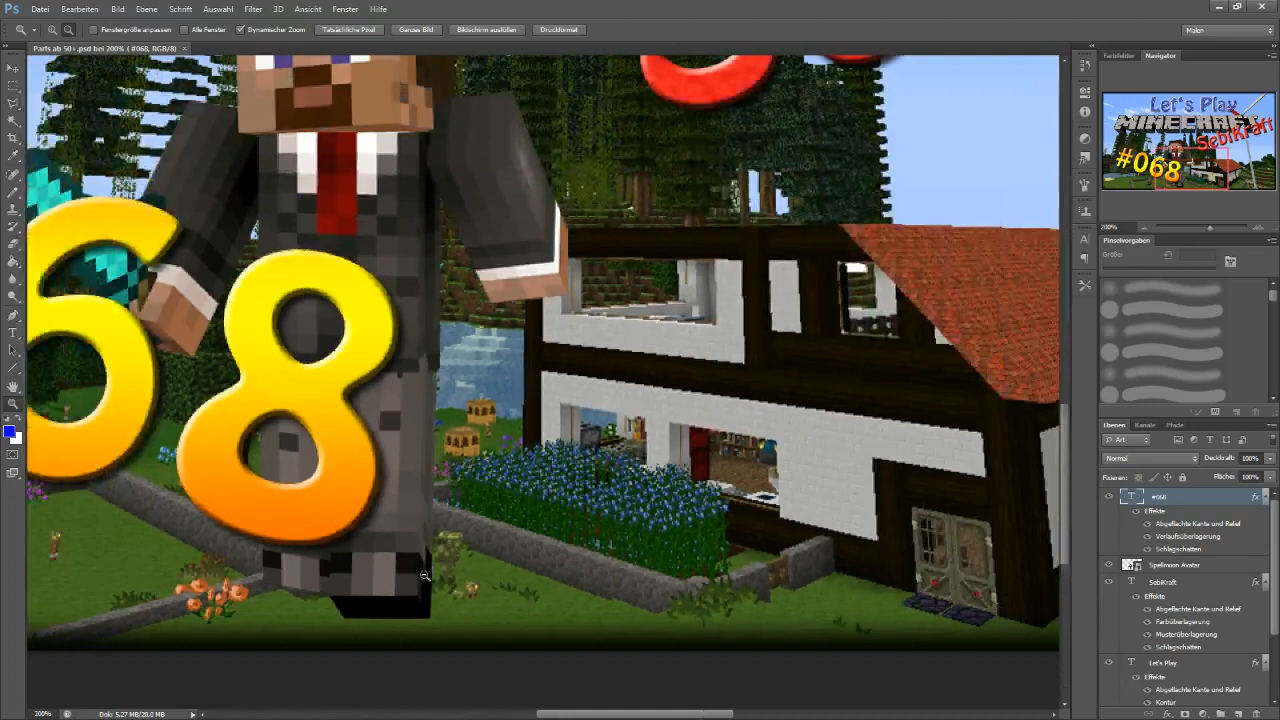 Ps Datei Bearbeiten Bild Ebene Schrift Auswahl Filter 3D Ansicht Fenster Hilfe
Fenstergröße anpassen Alle Fenster Dynamischer Zoom Tatsächliche Pixel Ganzes Bild Bildschirm ausfüllen Druckformat Malen
Parts ab 50+.psd bei 200% (#068, RGB/8) ×
Farbfelder Navigator
Let's Play
MINECRAFT
SebiKraft
#068
68
200%
Pinselvorgaben
Größe:
Ebenen Kanäle Pfade
Art
Normal Deckkraft: 100%
Fixieren: Fläche: 100%
T #068 fx
Effekte
Abgeflachte Kante und Relief
Verlaufsüberlagerung
Schlagschatten
Spellmoon Avatar
T SebiKraft fx
Effekte
Abgeflachte Kante und Relief
Farbüberlagerung
Musterüberlagerung
Schlagschatten
T Let's Play fx
Effekte
Abgeflachte Kante und Relief
Kontur
200% Dok: 5,27 MB/20,0 MB